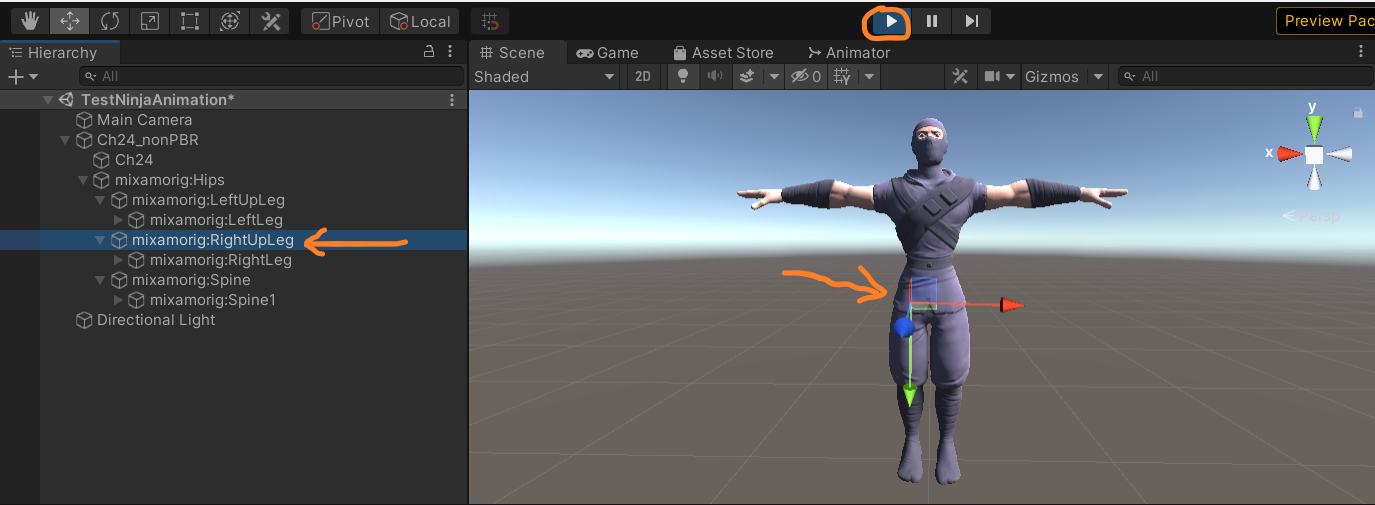 Pivot Local Preview Pac
Hierarchy
All
TestNinjaAnimation*
Main Camera
Ch24_nonPBR
Ch24
mixamorig:Hips
mixamorig:LeftUpLeg
mixamorig:LeftLeg
mixamorig:RightUpLeg
mixamorig:RightLeg
mixamorig:Spine
mixamorig:Spine1
Directional Light
Scene Game Asset Store Animator
Shaded 2D 0 Gizmos All
y
x
Persp